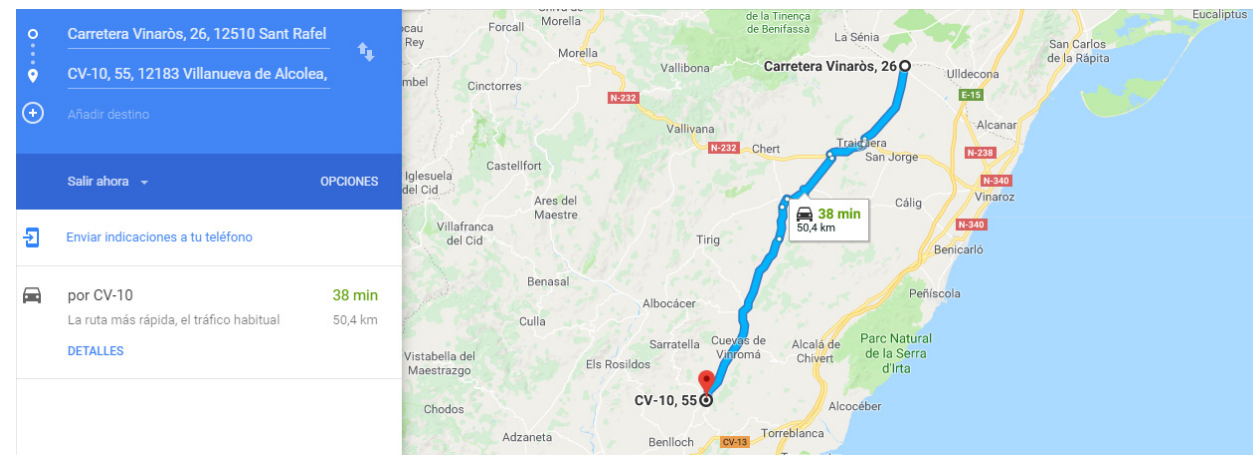 Carretera Vinaròs, 26, 12510 Sant Rafel
CV-10, 55, 12183 Villanueva de Alcolea,
Añadir destino
Salir ahora
OPCIONES
Enviar indicaciones a tu teléfono
por CV-10
38 min
La ruta más rápida, el tráfico habitual
50,4 km
DETALLES
Forcall
Morella
de la Tinença
de Benifassá
La Sénia
Eucaliptus
Rey
Morella
Vallibona
Carretera Vinaròs, 26
Ulldecona
San Carlos
de la Rápita
Cinctorres
N-232
E-15
Vallivana
Alcanar
N-232
Chert
Traiguera
San Jorge
N-238
Castellfort
Iglesuela
del Cid
N-340
Ares del
Maestre
Cálig
Vinaroz
38 min
50,4 km
Villafranca
del Cid
Tirig
N-340
Benicarló
Benasal
Albocácer
Peñíscola
Culla
Sarratella
Cuevas de
Vinromá
Alcalá de
Chivert
Parc Natural
de la Serra
d'Irta
Vistabella del
Maestrazgo
Els Rosildos
CV-10, 55
Chodos
Alcocéber
Adzaneta
Benlloch
CV-13
Torreblanca